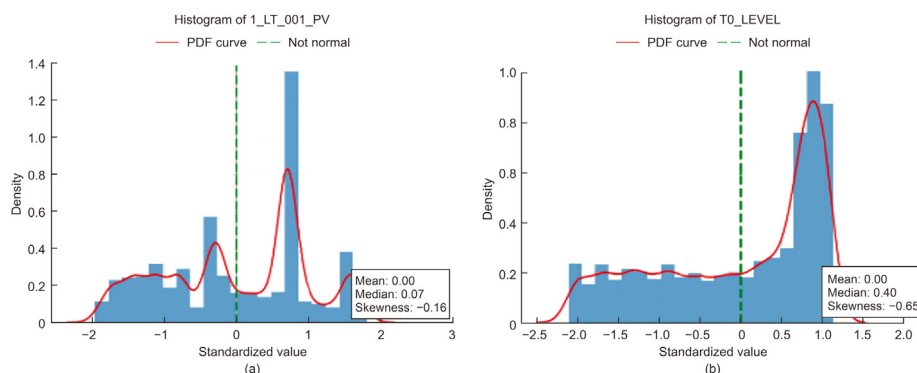 Histogram of 1_LT_001_PV
PDF curve Not normal
1.4
1.2
1.0
0.8
0.6
0.4
0.2
0
Density
Mean: 0.00
Median: 0.07
Skewness: −0.16
−2 −1 0 1 2 3
Standardized value
(a)
Histogram of T0_LEVEL
PDF curve Not normal
1.0
0.8
0.6
0.4
0.2
0
Density
Mean: 0.00
Median: 0.40
Skewness: −0.65
−2.5 −2.0 −1.5 −1.0 −0.5 0 0.5 1.0 1.5 2.0
Standardized value
(b)